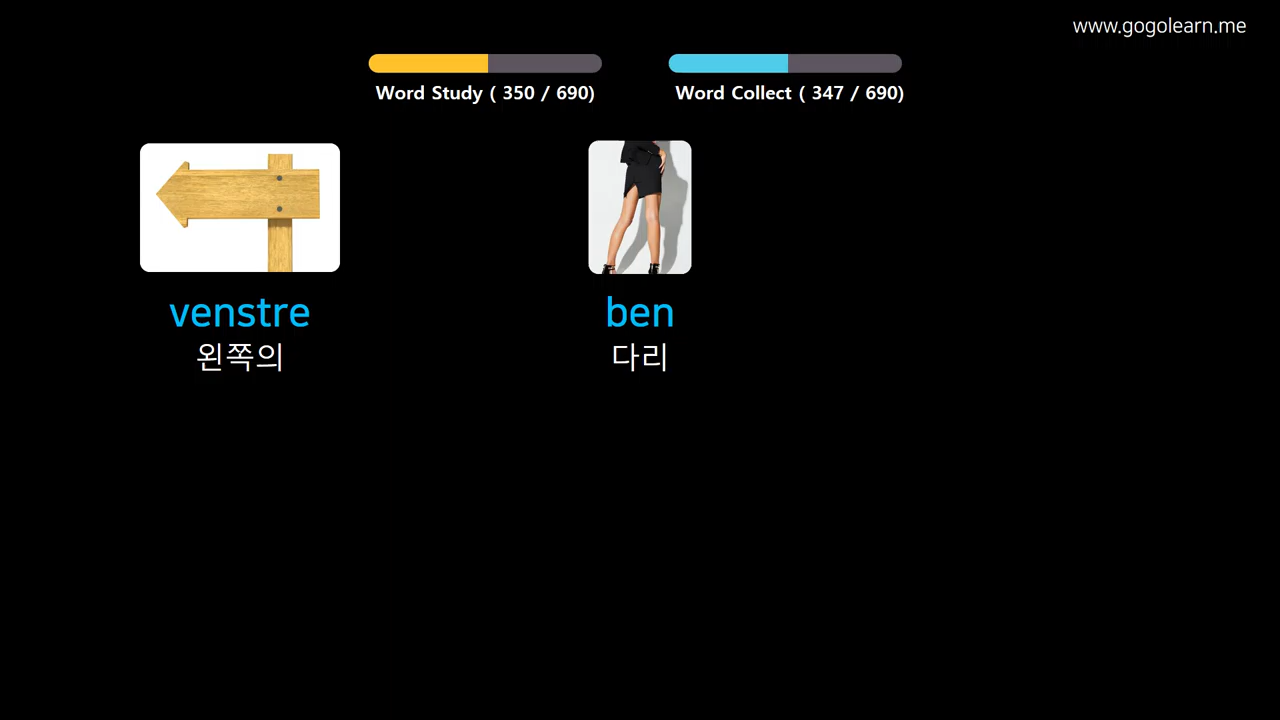 www.gogolearn.me
Word Study ( 350 / 690)
Word Collect ( 347 / 690)
venstre
왼쪽의
ben
다리